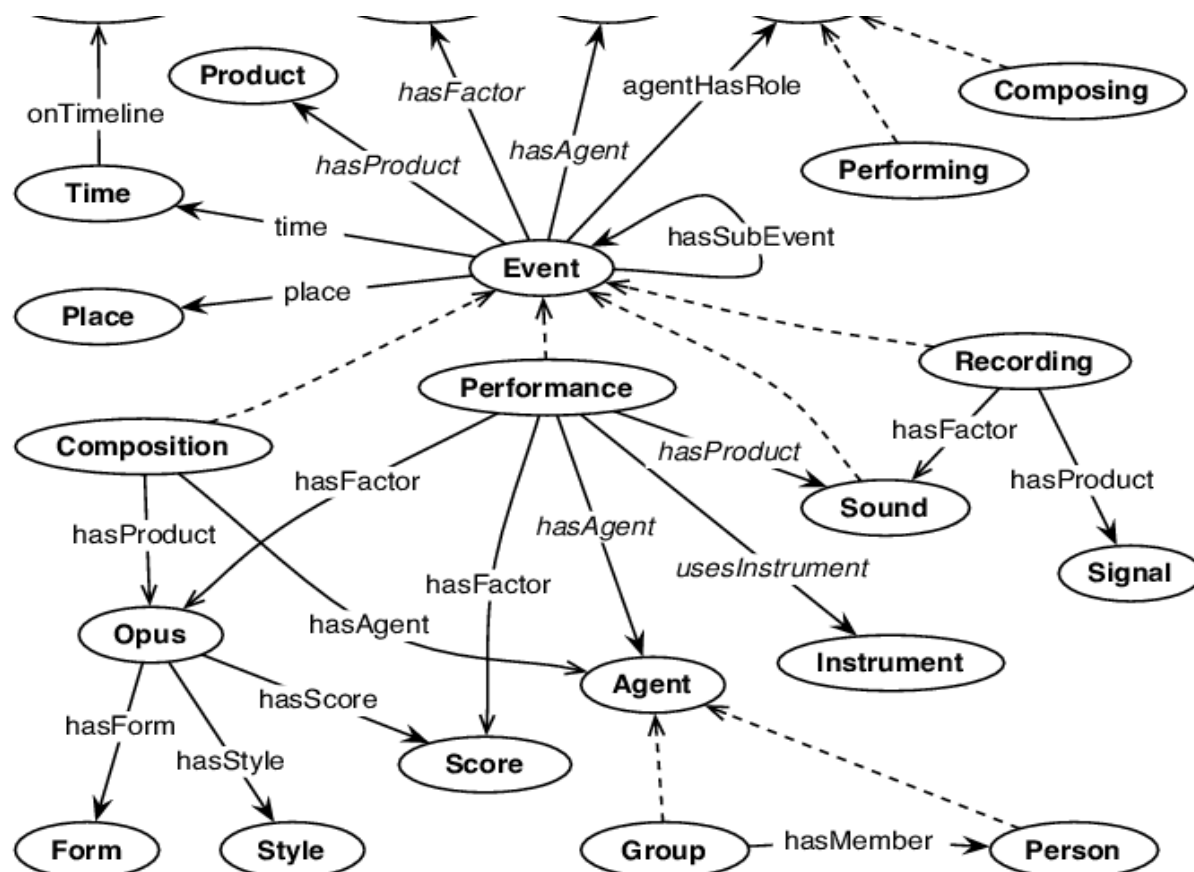 Product
hasFactor
agentHasRole
Composing
onTimeline
hasProduct
hasAgent
Performing
Time
time
hasSubEvent
Event
Place
place
Recording
Performance
Composition
hasFactor
hasProduct
hasFactor
hasProduct
Sound
hasProduct
hasAgent
Signal
usesInstrument
hasFactor
Opus
hasAgent
Instrument
Agent
hasScore
hasForm
hasStyle
Score
Form
Style
Group
hasMember
Person